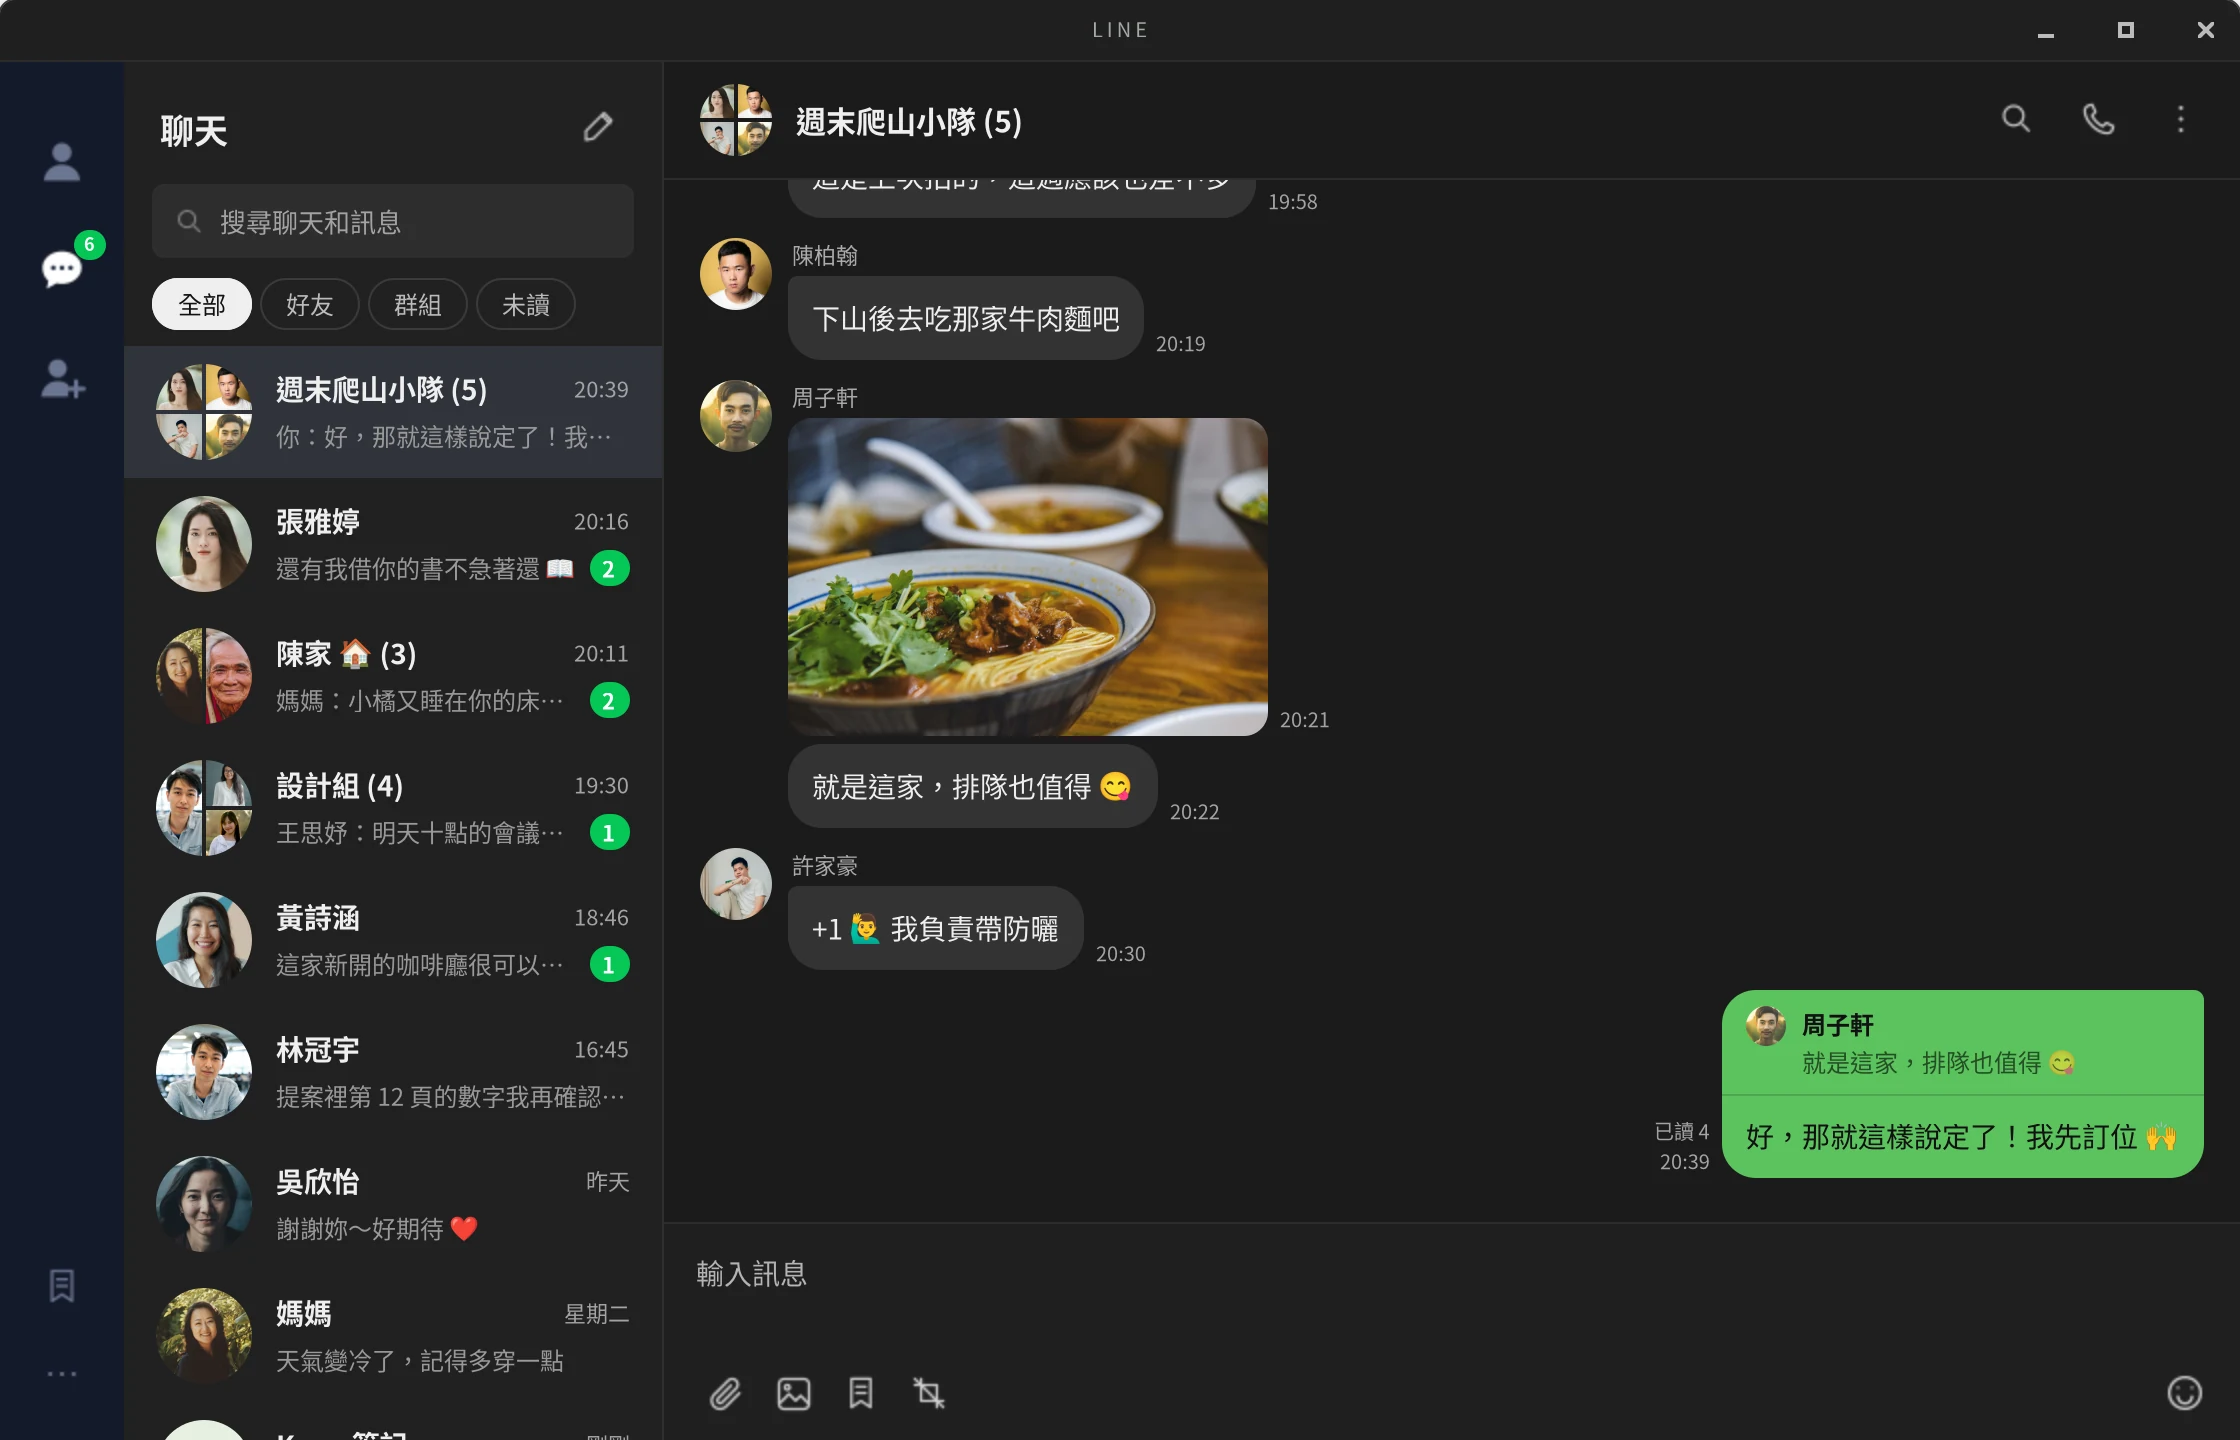 LINE
聊天
6
搜尋聊天和訊息
全部
好友
群組
未讀
週末爬山小隊 (5)
20:39
你：好，那就這樣說定了！我…
張雅婷
20:16
還有我借你的書不急著還 📖
2
陳家 🏠 (3)
20:11
媽媽：小橘又睡在你的床…
2
設計組 (4)
19:30
王思妤：明天十點的會議…
1
黃詩涵
18:46
這家新開的咖啡廳很可以…
1
林冠宇
16:45
提案裡第 12 頁的數字我再確認…
吳欣怡
昨天
謝謝妳～好期待 ❤️
媽媽
星期二
天氣變冷了，記得多穿一點
週末爬山小隊 (5)
19:58
陳柏翰
下山後去吃那家牛肉麵吧
20:19
周子軒
20:21
就是這家，排隊也值得 😋
20:22
許家豪
+1 🙋‍♂️ 我負責帶防曬
20:30
周子軒
就是這家，排隊也值得 😋
好，那就這樣說定了！我先訂位 🙌
已讀 4
20:39
輸入訊息